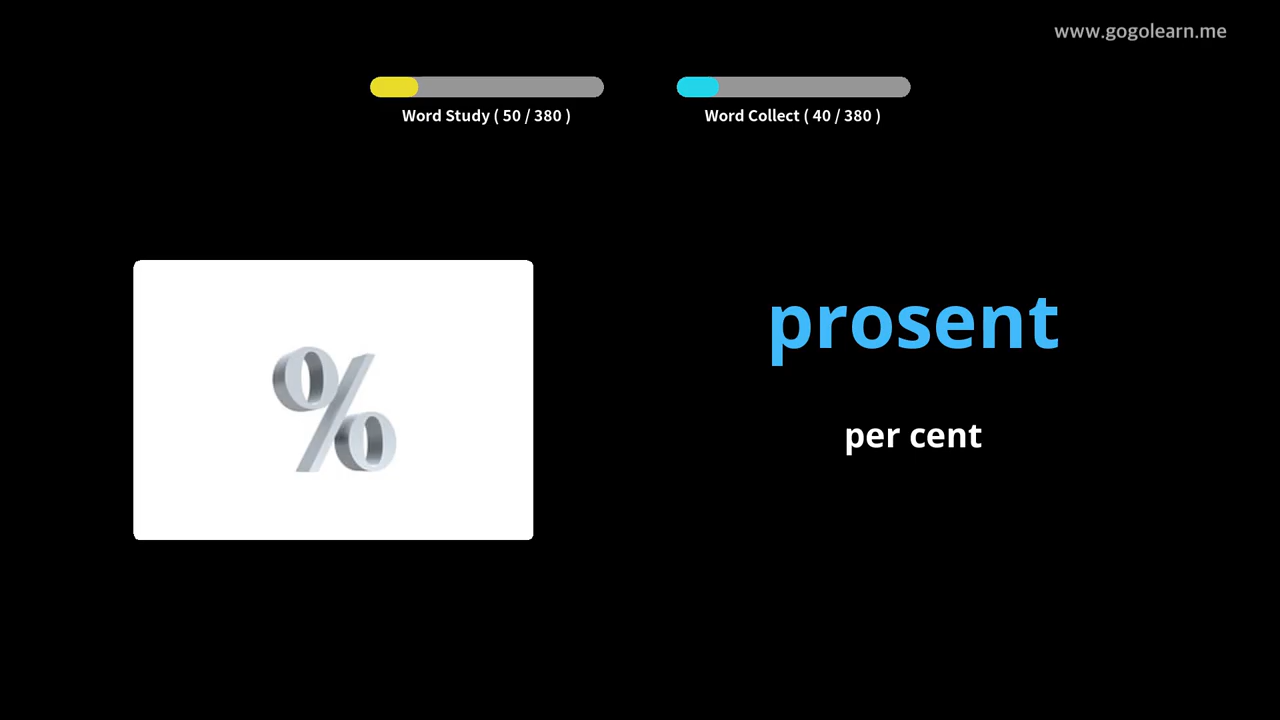 www.gogolearn.me
Word Study ( 50 / 380 )
Word Collect ( 40 / 380 )
%
prosent
per cent